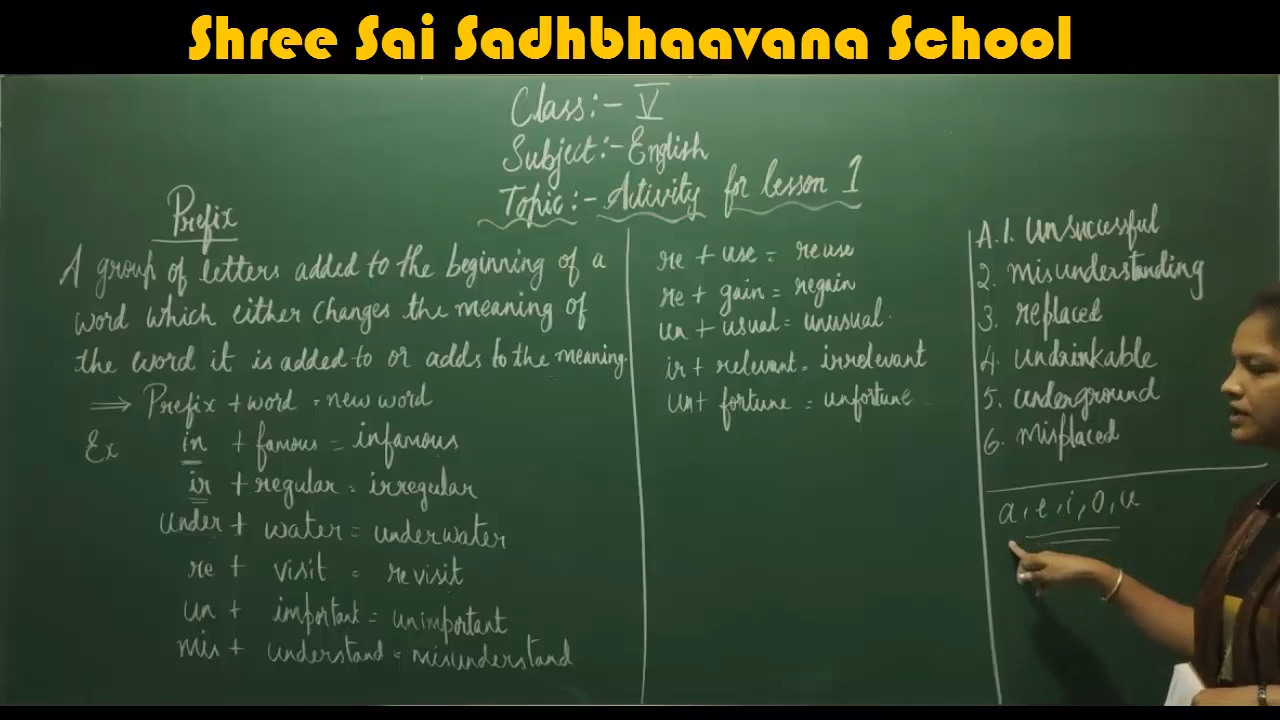 Shree Sai Sadhbhaavana School
Class:- V
Subject:- English
Topic:- Activity for lesson 1
Prefix
A group of letters added to the beginning of a
word which either changes the meaning of
the word it is added to or adds to the meaning.
⇒ Prefix + word = new word
Ex in + famous = infamous
ir + regular = irregular
under + water = underwater
re + visit = revisit
un + important = unimportant
mis + understand = misunderstand
re + use = reuse
re + gain = regain
un + usual = unusual.
ir + relevant = irrelevant
un + fortune = unfortune
A. 1. unsuccessful
2. misunderstanding
3. replaced
4. undrinkable
5. underground
6. misplaced
a, e, i, o, u